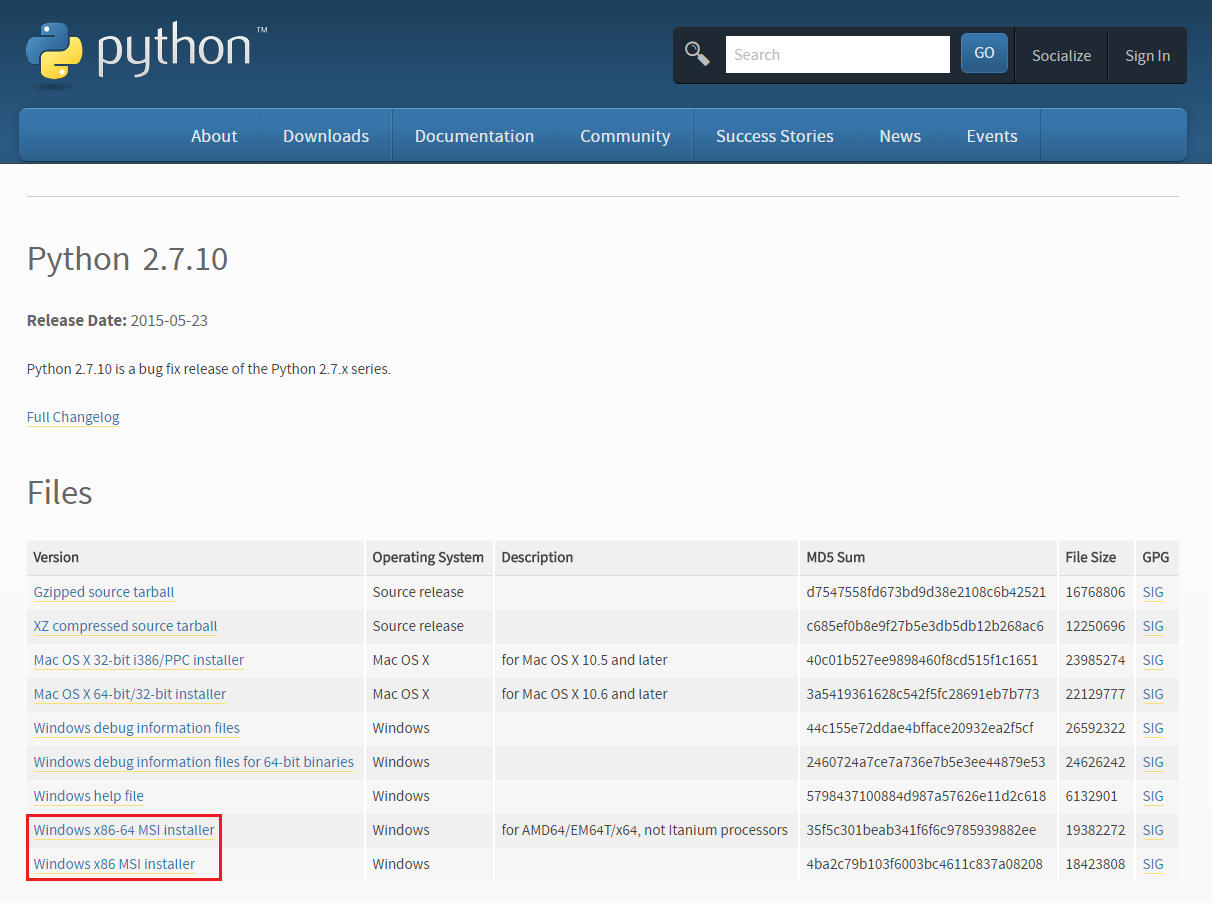 python™
Search
GO
Socialize
Sign In
About Downloads Documentation Community Success Stories News Events
Python 2.7.10
Release Date: 2015-05-23
Python 2.7.10 is a bug fix release of the Python 2.7.x series.
Full Changelog
Files
Version Operating System Description MD5 Sum File Size GPG
Gzipped source tarball Source release d7547558fd673bd9d38e2108c6b42521 16768806 SIG
XZ compressed source tarball Source release c685ef0b8e9f27b5e3db5db12b268ac6 12250696 SIG
Mac OS X 32-bit i386/PPC installer Mac OS X for Mac OS X 10.5 and later 40c01b527ee9898460f8cd515f1c1651 23985274 SIG
Mac OS X 64-bit/32-bit installer Mac OS X for Mac OS X 10.6 and later 3a5419361628c542f5fc28691eb7b773 22129777 SIG
Windows debug information files Windows 44c155e72ddae4bfface20932ea2f5cf 26592322 SIG
Windows debug information files for 64-bit binaries Windows 2460724a7ce7a736e7b5e3ee44879e53 24626242 SIG
Windows help file Windows 5798437100884d987a57626e11d2c618 6132901 SIG
Windows x86-64 MSI installer Windows for AMD64/EM64T/x64, not Itanium processors 35f5c301beab341f6f6c9785939882ee 19382272 SIG
Windows x86 MSI installer Windows 4ba2c79b103f6003bc4611c837a08208 18423808 SIG